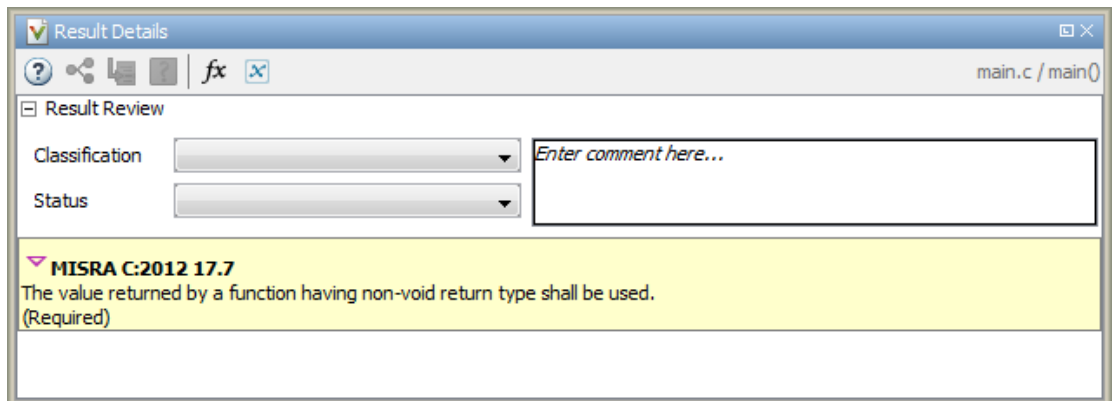 Result Details
? ? fx x main.c / main()
Result Review
Classification Enter comment here...
Status
MISRA C:2012 17.7
The value returned by a function having non-void return type shall be used.
(Required)